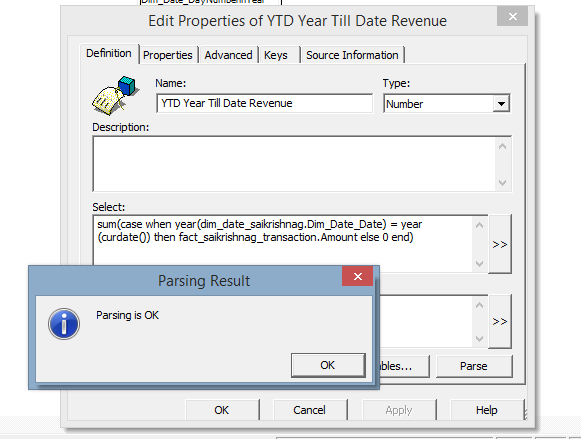 Edit Properties of YTD Year Till Date Revenue
Definition Properties Advanced Keys Source Information
Name: Type:
YTD Year Till Date Revenue Number
Description:
Select:
sum(case when year(dim_date_saikrishnag.Dim_Date_Date) = year
(curdate()) then fact_saikrishnag_transaction.Amount else 0 end)
>>
Parsing Result
Parsing is OK
>>
OK
Parse
OK Cancel Apply Help